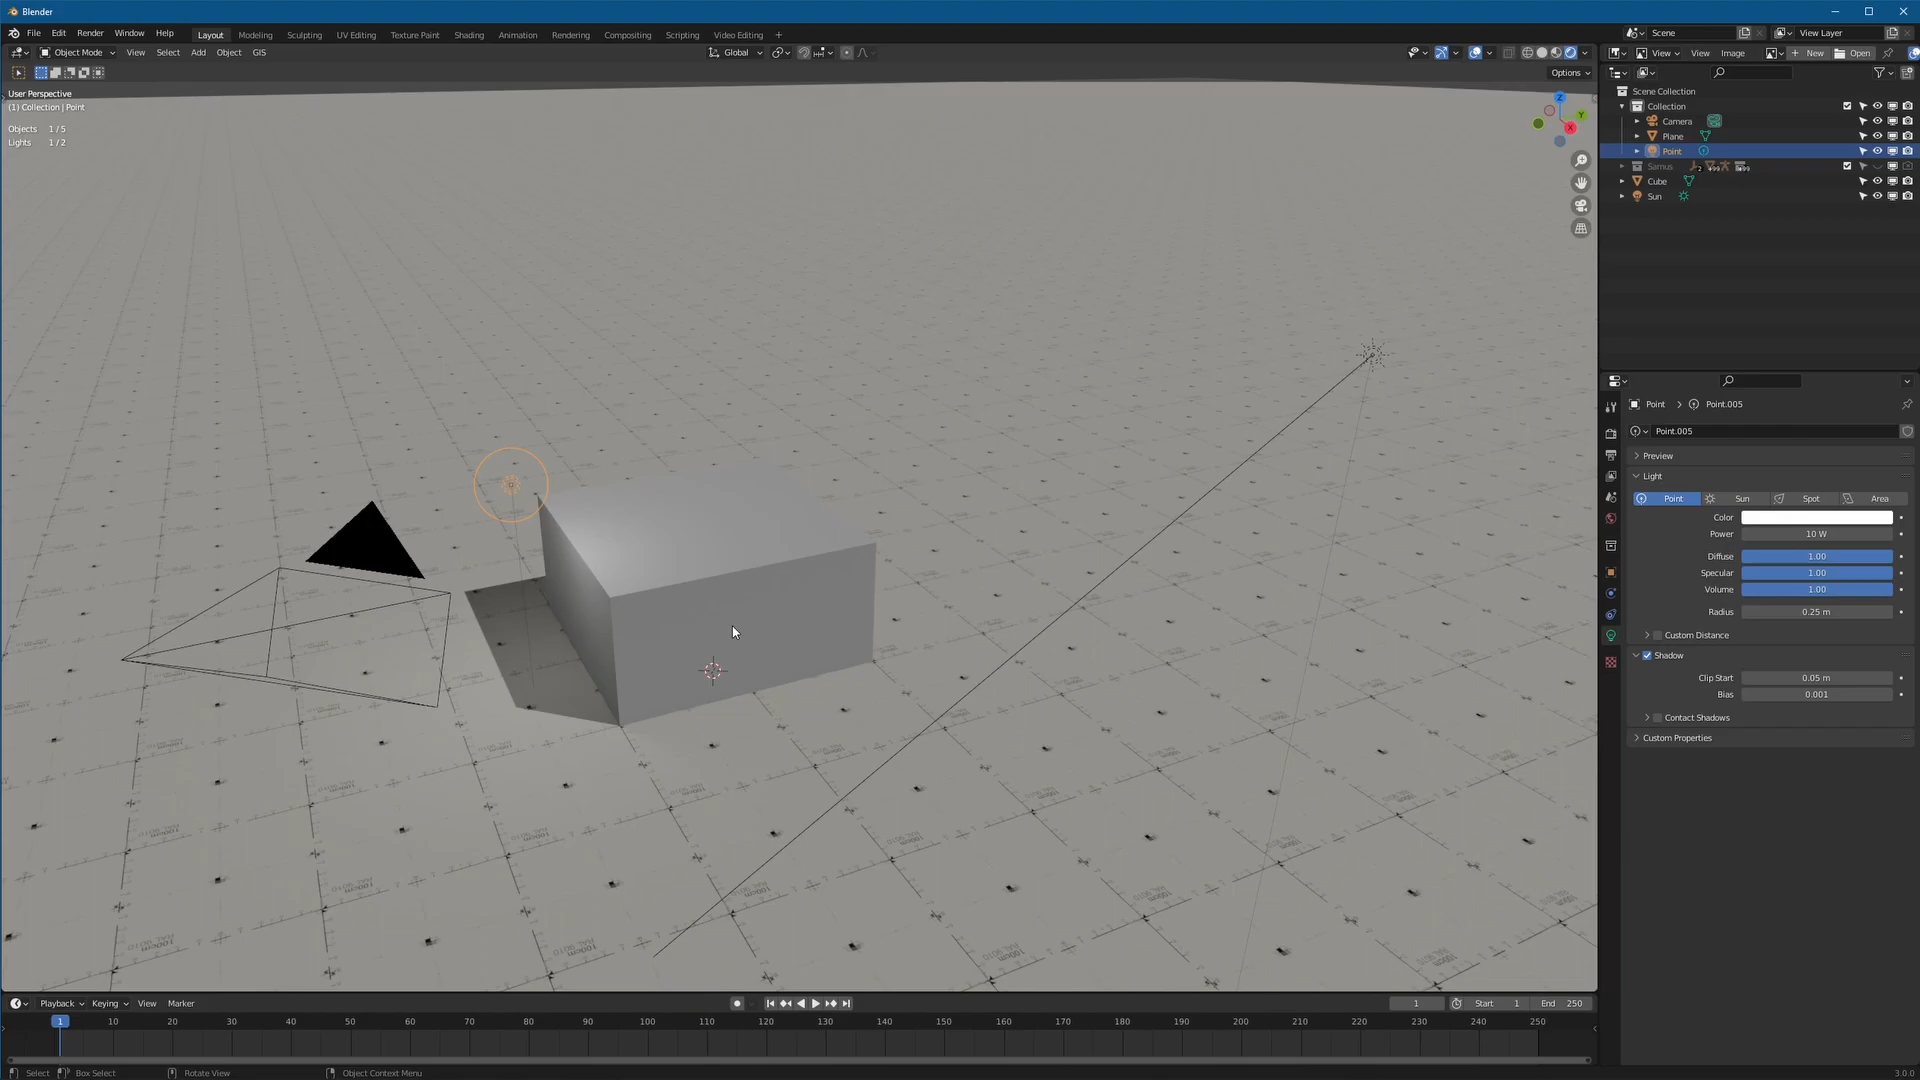 Blender
File Edit Render Window Help Layout Modeling Sculpting UV Editing Texture Paint Shading Animation Rendering Compositing Scripting Video Editing +
Scene View Layer
Object Mode View Select Add Object GIS Global
View View Image New Open
Options
User Perspective
(1) Collection | Point
Objects 1 / 5
Lights 1 / 2
Z
Y
X
Scene Collection
Collection
Camera
Plane
Point
Cube
Sun
Point Point.005
Point.005
Preview
Light
Point Sun Spot Area
Color
Power 10 W
Diffuse 1.00
Specular 1.00
Volume 1.00
Radius 0.25 m
Custom Distance
Shadow
Clip Start 0.05 m
Bias 0.001
Contact Shadows
Custom Properties
Playback Keying View Marker
1 Start 1 End 250
1 10 20 30 40 50 60 70 80 90 100 110 120 130 140 150 160 170 180 190 200 210 220 230 240 250
Select Box Select Rotate View Object Context Menu
3.0.0